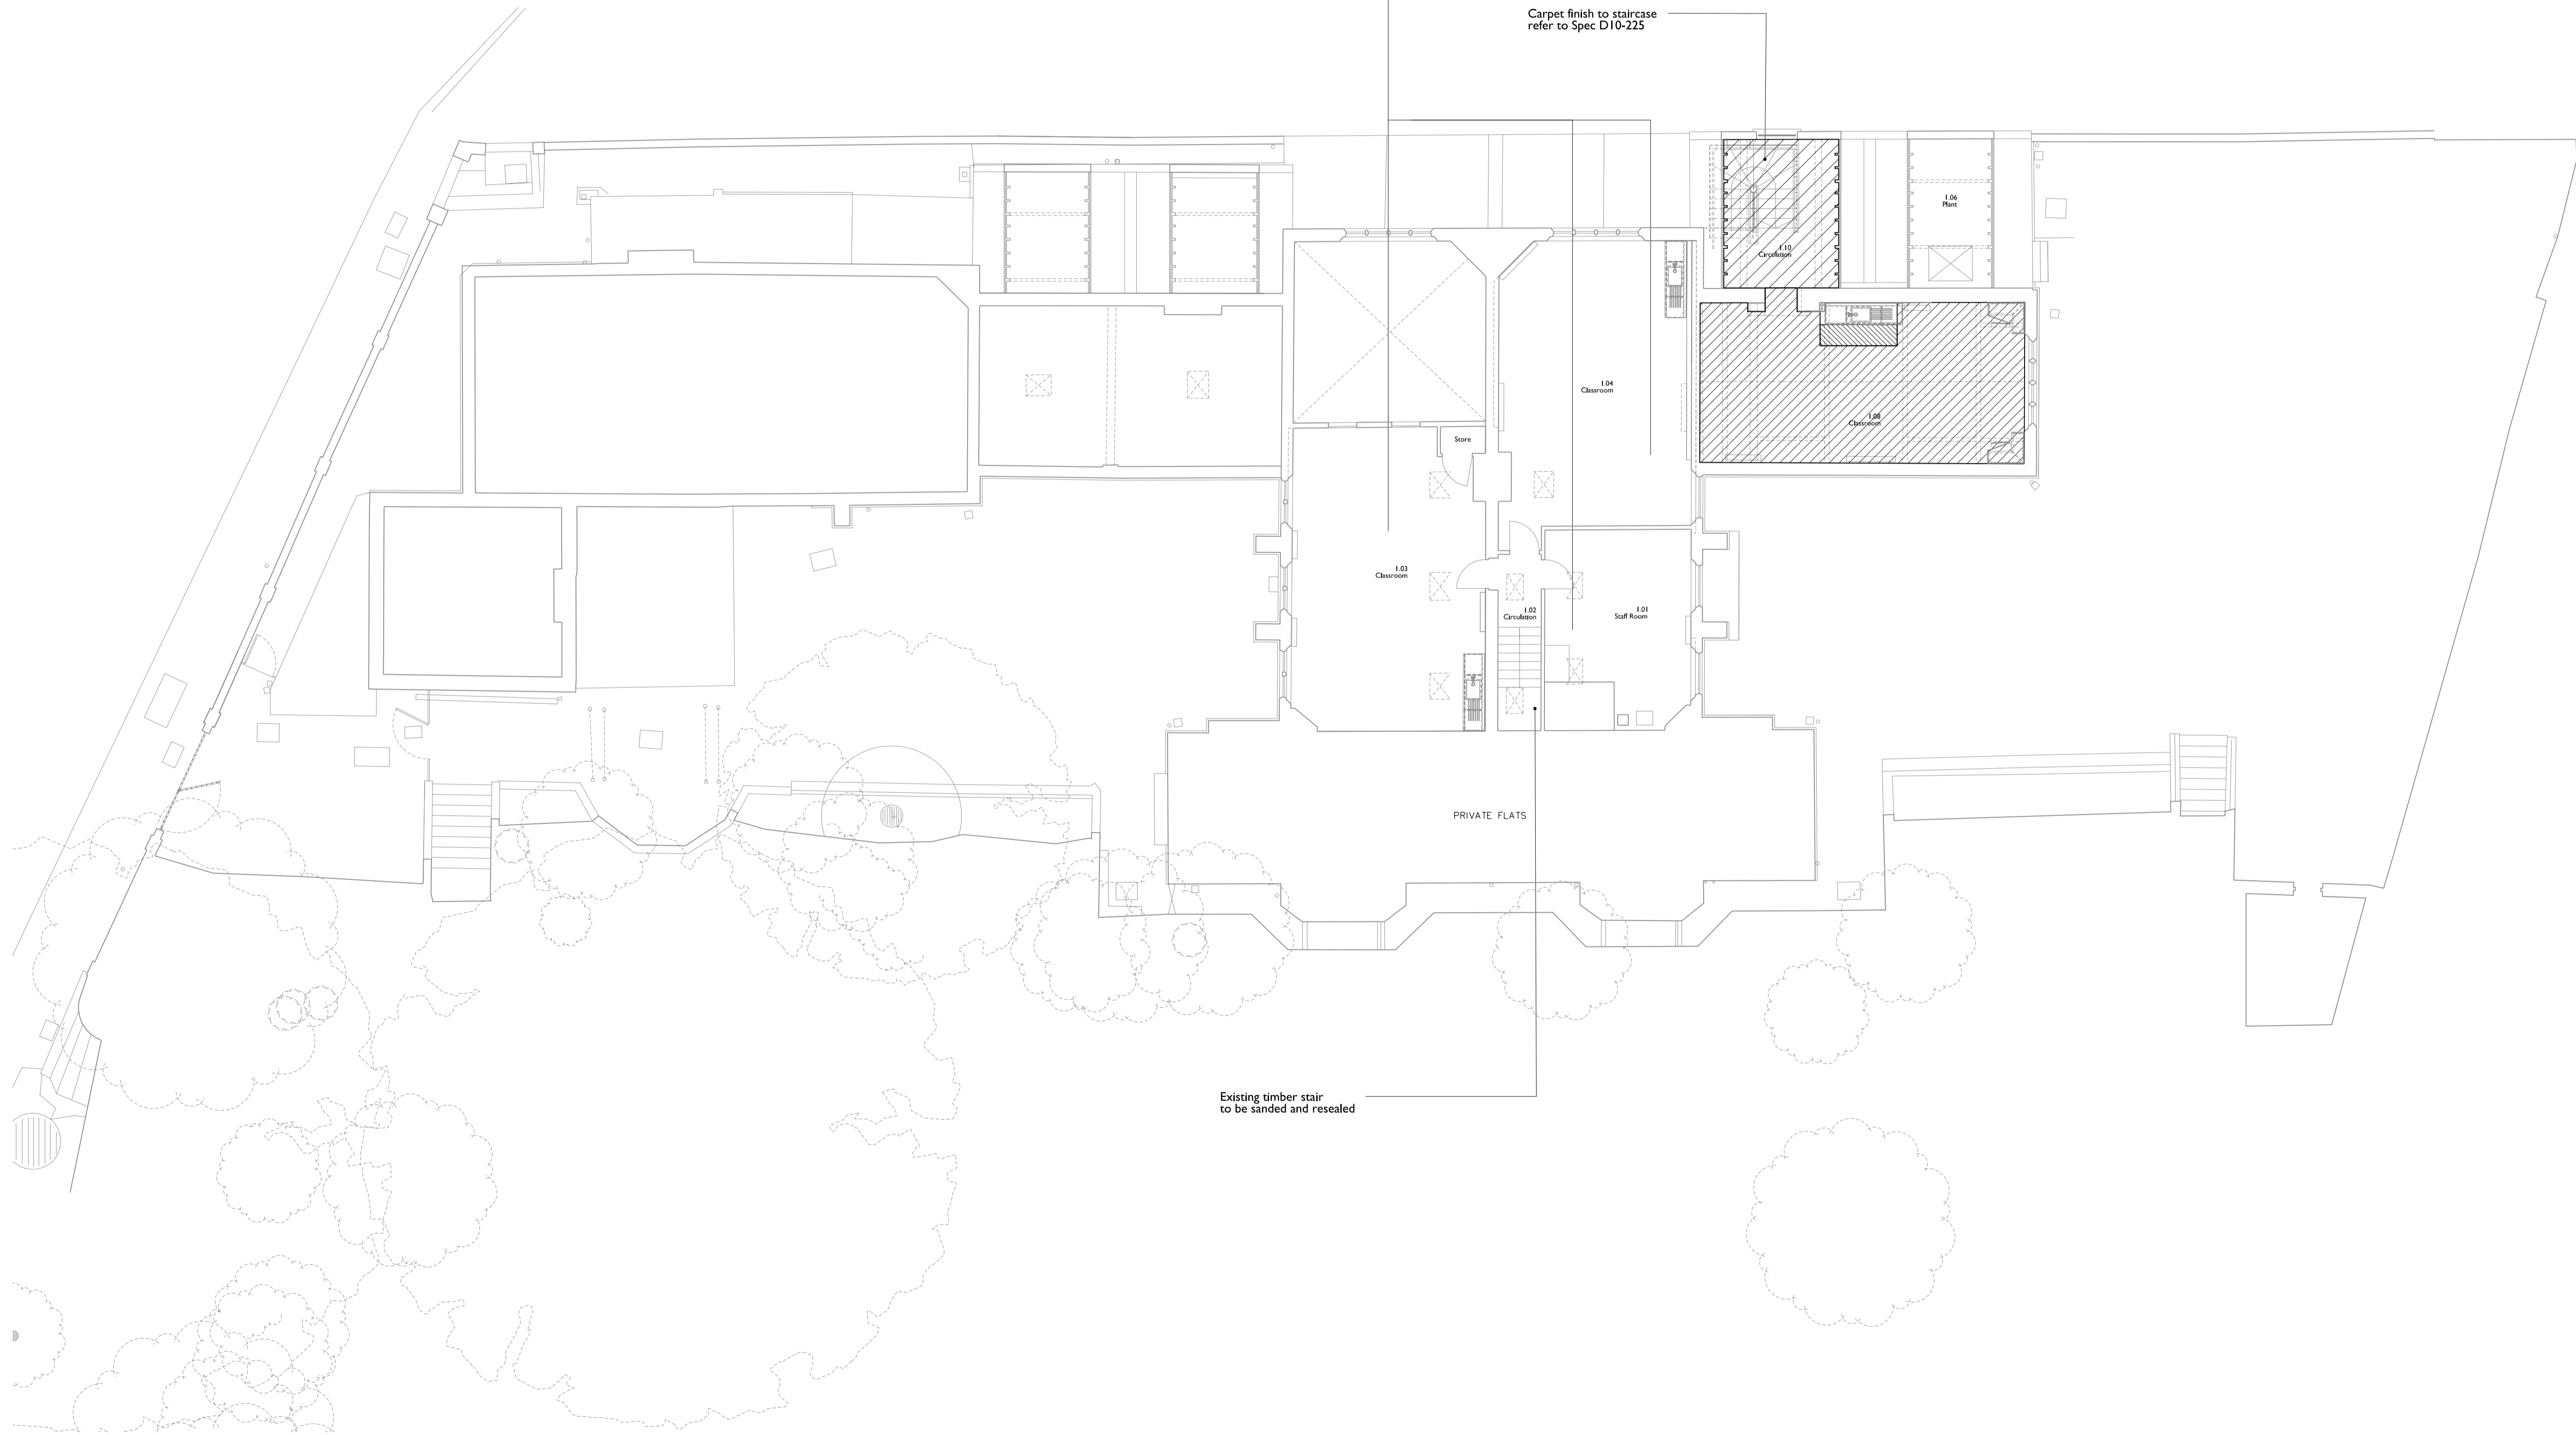 Carpet finish to staircase
refer to Spec D10-225
1.06
Plant
1.10
Circulation
1.04
Classroom
1.08
Classroom
Store
1.03
Classroom
1.02
Circulation
1.01
Staff Room
PRIVATE FLATS
Existing timber stair
to be sanded and resealed